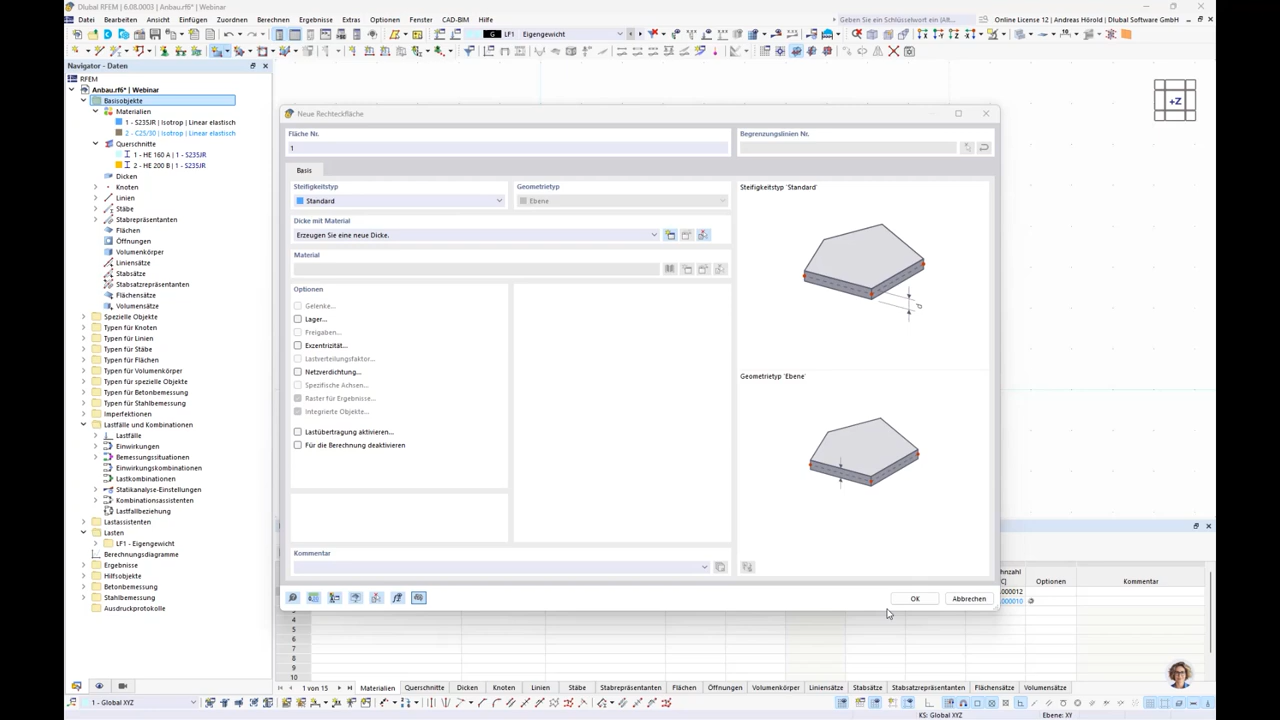 Dlubal RFEM | 6.08.0003 | Anbau.rf6* | Webinar
Datei Bearbeiten Ansicht Einfügen Zuordnen Berechnen Ergebnisse Extras Optionen Fenster CAD-BIM Hilfe
Geben Sie ein Schlüsselwort ein (Alt...
Online License 12 | Andreas Hörold | Dlubal Software GmbH
G LF1 Eigengewicht
Navigator - Daten
RFEM
Anbau.rf6* | Webinar
Basisobjekte
Materialien
1 - S235JR | Isotrop | Linear elastisch
2 - C25/30 | Isotrop | Linear elastisch
Querschnitte
1 - HE 160 A | 1 - S235JR
2 - HE 200 B | 1 - S235JR
Dicken
Knoten
Linien
Stäbe
Stabrepräsentanten
Flächen
Öffnungen
Volumenkörper
Liniensätze
Stabsätze
Stabsatzrepräsentanten
Flächensätze
Volumensätze
Spezielle Objekte
Typen für Knoten
Typen für Linien
Typen für Stäbe
Typen für Flächen
Typen für Volumenkörper
Typen für spezielle Objekte
Typen für Betonbemessung
Typen für Stahlbemessung
Imperfektionen
Lastfälle und Kombinationen
Lastfälle
Einwirkungen
Bemessungssituationen
Einwirkungskombinationen
Lastkombinationen
Statikanalyse-Einstellungen
Kombinationsassistenten
Lastfallbeziehung
Lastassistenten
Lasten
LF1 - Eigengewicht
Berechnungsdiagramme
Ergebnisse
Hilfsobjekte
Betonbemessung
Stahlbemessung
Ausdruckprotokolle
1 - Global XYZ
Neue Rechteckfläche
Fläche Nr.
1
Begrenzungslinien Nr.
Basis
Steifigkeitstyp
Standard
Geometrietyp
Ebene
Dicke mit Material
Erzeugen Sie eine neue Dicke.
Material
Optionen
Gelenke...
Lager...
Freigaben...
Exzentrizität...
Lastverteilungsfaktor...
Netzverdichtung...
Spezifische Achsen...
Raster für Ergebnisse...
Integrierte Objekte...
Lastübertragung aktivieren...
Für die Berechnung deaktivieren
Kommentar
Steifigkeitstyp 'Standard'
d
Geometrietyp 'Ebene'
OK Abbrechen
+Z
Optionen Kommentar
4
5
6
7
8
9
10
1 von 15
Materialien Querschnitte Dicken Knoten Linien Stäbe Stabrepräsentanten Flächen Öffnungen Volumenkörper Liniensätze Stabsätze Stabsatzrepräsentanten Flächensätze Volumensätze
KS: Global XYZ Ebene: XY